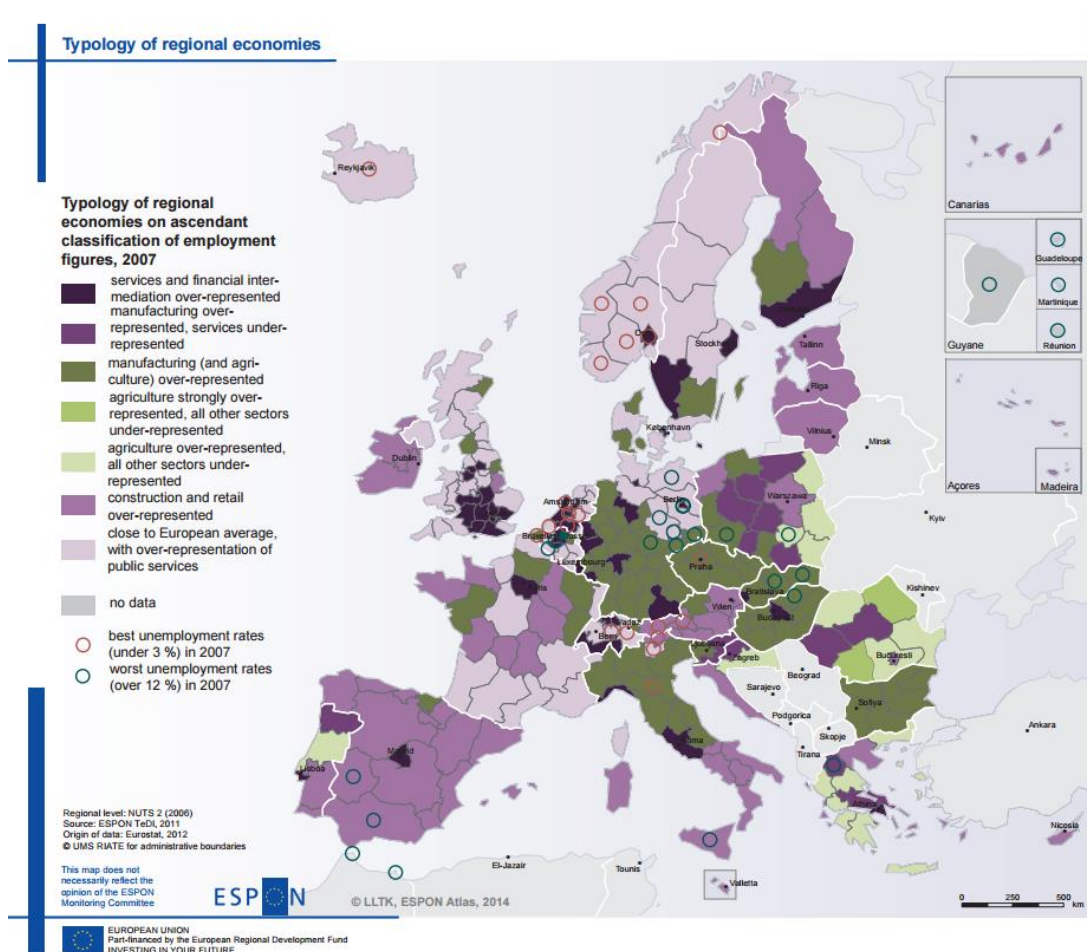 Typology of regional economies
Typology of regional
economies on ascendant
classification of employment
figures, 2007
services and financial inter-
mediation over-represented
manufacturing over-
represented, services under-
represented
manufacturing (and agri-
culture) over-represented
agriculture strongly over-
represented, all other sectors
under-represented
agriculture over-represented,
all other sectors under-
represented
construction and retail
over-represented
close to European average,
with over-representation of
public services
no data
best unemployment rates
(under 3 %) in 2007
worst unemployment rates
(over 12 %) in 2007
Reykjavik
Canarias
Guadeloupe
Martinique
Guyane
Réunion
Açores
Madeira
Stockholm
Tallinn
Riga
København
Vilnius
Minsk
Dublin
Amsterdam
Berlin
Warszawa
Kyiv
Luxembourg
Praha
Kishinev
Wien
Bratislava
Vaduz
Bern
Zagreb
Bucuresti
Beograd
Sarajevo
Sofiya
Podgorica
Skopje
Ankara
Tirana
Madrid
Lisboa
Nicosia
El-Jazair
Tounis
Valletta
0 250 500
km
Regional level: NUTS 2 (2006)
Source: ESPON TeDI, 2011
Origin of data: Eurostat, 2012
© UMS RIATE for administrative boundaries
This map does not
necessarily reflect the
opinion of the ESPON
Monitoring Committee
ESPON
© LLTK, ESPON Atlas, 2014
EUROPEAN UNION
Part-financed by the European Regional Development Fund
INVESTING IN YOUR FUTURE